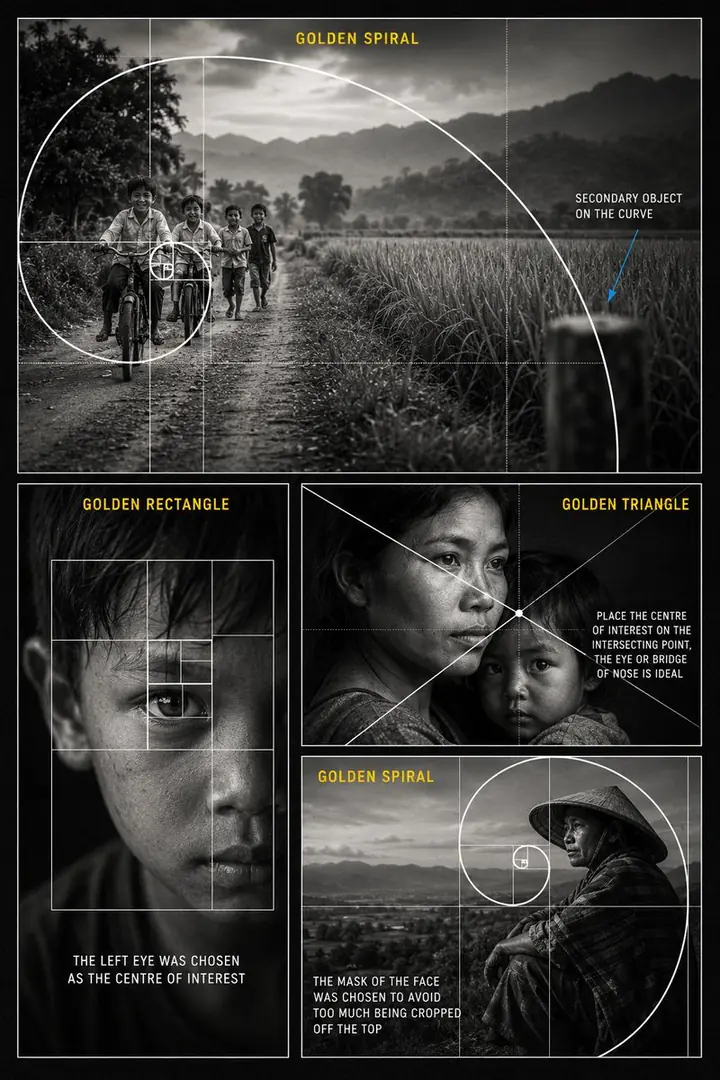 GOLDEN SPIRAL
SECONDARY OBJECT
ON THE CURVE
GOLDEN RECTANGLE
THE LEFT EYE WAS CHOSEN
AS THE CENTRE OF INTEREST
GOLDEN TRIANGLE
PLACE THE CENTRE
OF INTEREST ON THE
INTERSECTING POINT,
THE EYE OR BRIDGE
OF NOSE IS IDEAL
GOLDEN SPIRAL
THE MASK OF THE FACE
WAS CHOSEN TO AVOID
TOO MUCH BEING CROPPED
OFF THE TOP